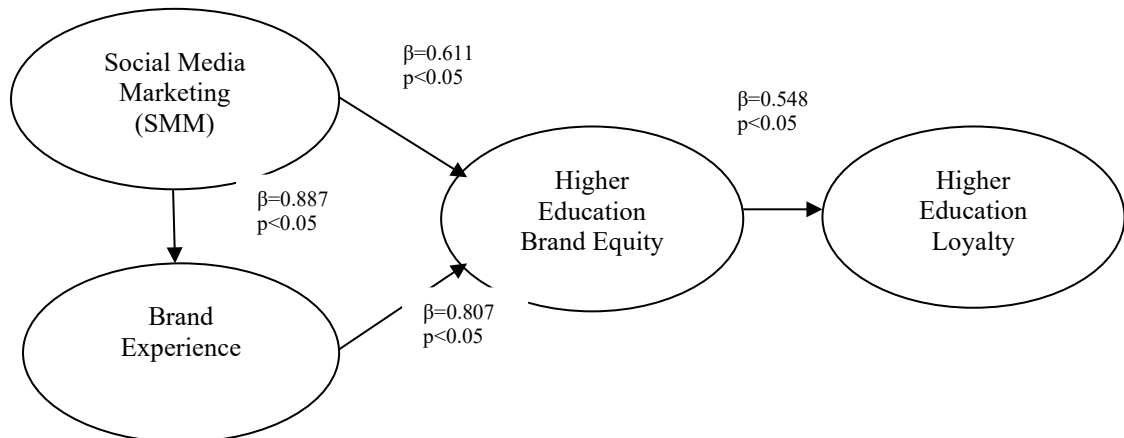 Social Media
Marketing
(SMM)
β=0.611
p<0.05
β=0.548
p<0.05
β=0.887
p<0.05
Higher
Education
Brand Equity
Higher
Education
Loyalty
Brand
Experience
β=0.807
p<0.05